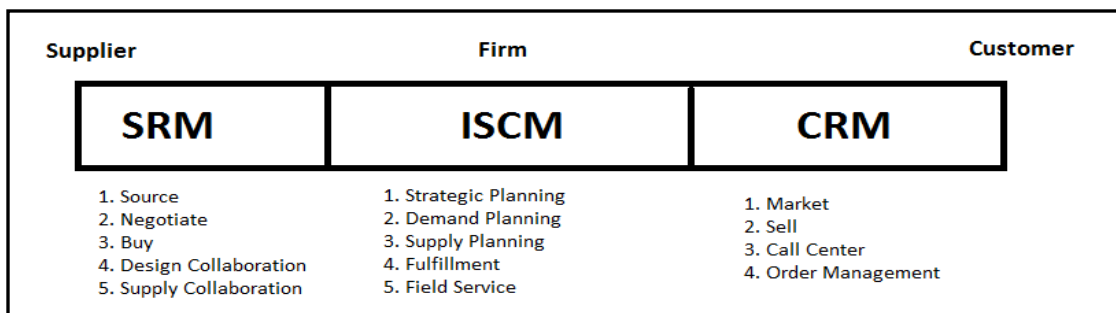 Supplier Firm Customer
SRM ISCM CRM
1. Source
2. Negotiate
3. Buy
4. Design Collaboration
5. Supply Collaboration
1. Strategic Planning
2. Demand Planning
3. Supply Planning
4. Fulfillment
5. Field Service
1. Market
2. Sell
3. Call Center
4. Order Management